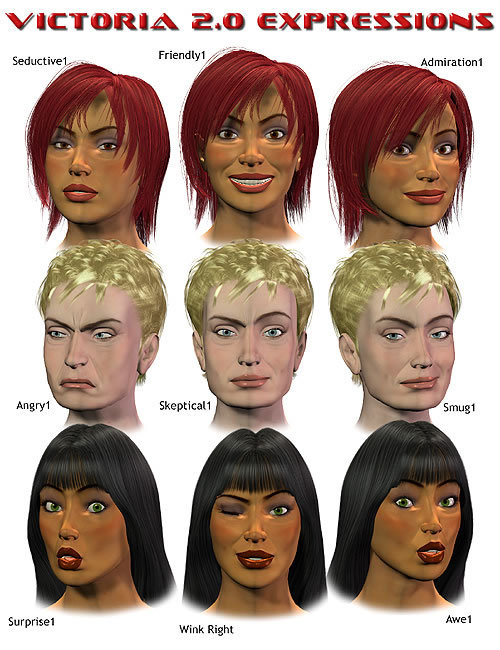 VICTORIA 2.0 EXPRESSIONS
Seductive1
Friendly1
Admiration1
Angry1
Skeptical1
Smug1
Surprise1
Wink Right
Awe1